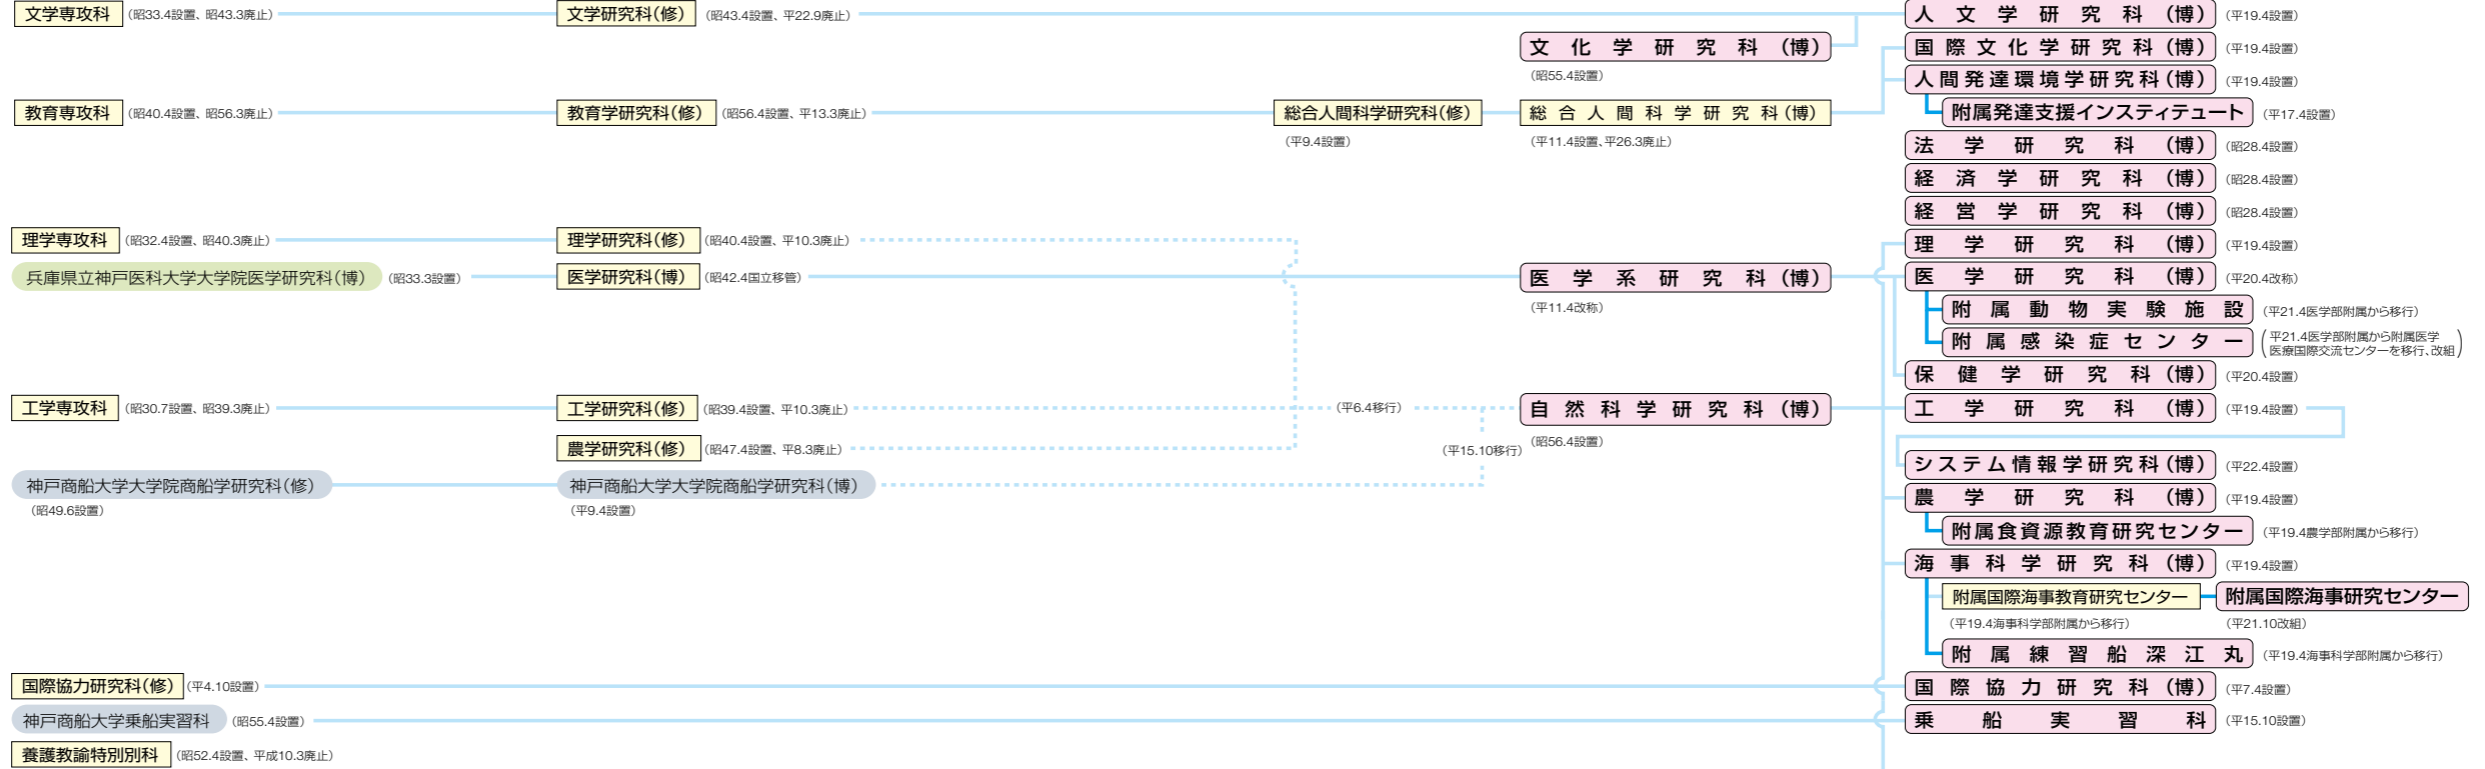 文学専攻科 (昭33.4設置、昭43.3廃止) 文学研究科(修) (昭43.4設置、平22.9廃止) 人文学研究科(博) (平19.4設置)
文化学研究科(博) 国際文化学研究科(博) (平19.4設置)
(昭55.4設置) 人間発達環境学研究科(博) (平19.4設置)
教育専攻科 (昭40.4設置、昭56.3廃止) 教育学研究科(修) (昭56.4設置、平13.3廃止) 総合人間科学研究科(修) 総合人間科学研究科(博) 附属発達支援インスティテュート (平17.4設置)
(平9.4設置) (平11.4設置、平26.3廃止) 法学研究科(博) (昭28.4設置)
経済学研究科(博) (昭28.4設置)
経営学研究科(博) (昭28.4設置)
理学専攻科 (昭32.4設置、昭40.3廃止) 理学研究科(修) (昭40.4設置、平10.3廃止) 理学研究科(博) (平19.4設置)
兵庫県立神戸医科大学大学院医学研究科(博) (昭33.3設置) 医学研究科(博) (昭42.4国立移管) 医学系研究科(博) 医学研究科(博) (平20.4改称)
(平11.4改称) 附属動物実験施設 (平21.4医学部附属から移行)
附属感染症センター (平21.4医学部附属から附属医学
医療国際交流センターを移行、改組)
保健学研究科(博) (平20.4設置)
工学専攻科 (昭30.7設置、昭39.3廃止) 工学研究科(修) (昭39.4設置、平10.3廃止) (平6.4移行) 自然科学研究科(博) 工学研究科(博) (平19.4設置)
農学研究科(修) (昭47.4設置、平8.3廃止) (平15.10移行) (昭56.4設置)
システム情報学研究科(博) (平22.4設置)
神戸商船大学大学院商船学研究科(修) 神戸商船大学大学院商船学研究科(博) 農学研究科(博) (平19.4設置)
(昭49.6設置) (平9.4設置)
附属食資源教育研究センター (平19.4農学部附属から移行)
海事科学研究科(博) (平19.4設置)
附属国際海事教育研究センター 附属国際海事研究センター
(平19.4海事科学部附属から移行) (平21.10改組)
附属練習船深江丸 (平19.4海事科学部附属から移行)
国際協力研究科(修) (平4.10設置) 国際協力研究科(博) (平7.4設置)
神戸商船大学乗船実習科 (昭55.4設置) 乗船実習科 (平15.10設置)
養護教諭特別別科 (昭52.4設置、平成10.3廃止)